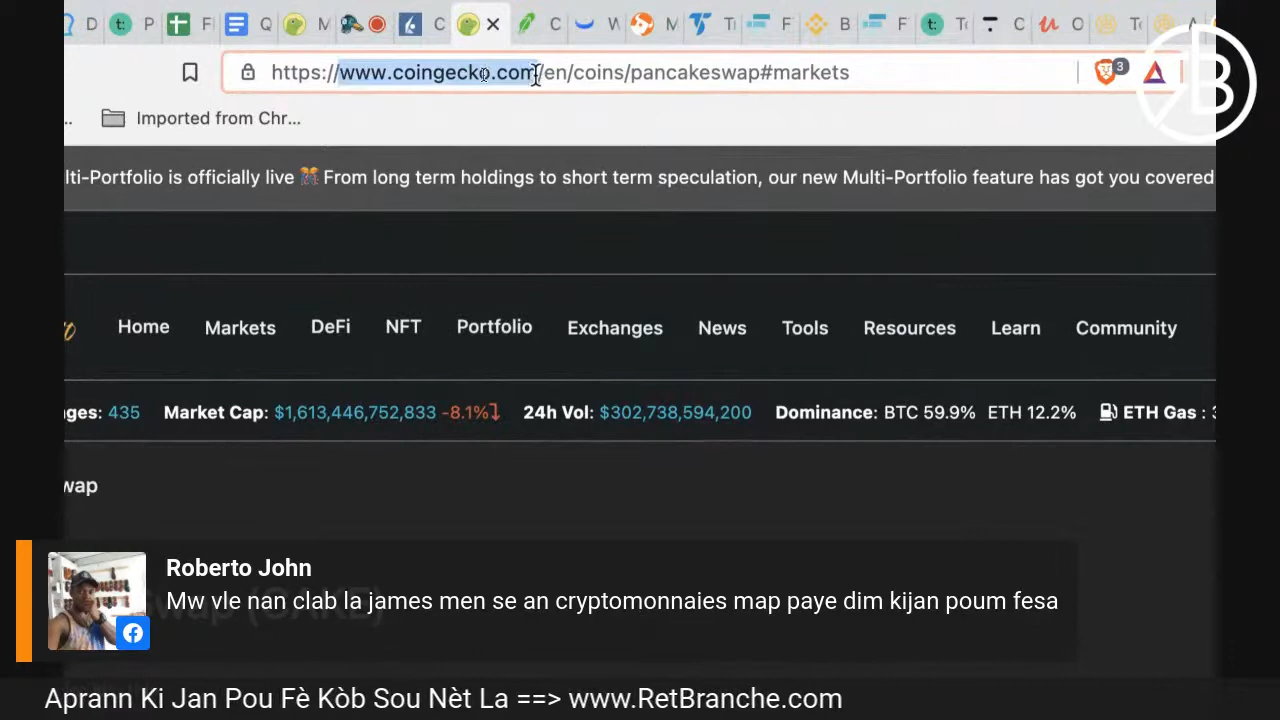 D P F M C C W M T F B F T C O T A
https://www.coingecko.com/en/coins/pancakeswap#markets 3
.. Imported from Chr...
lti-Portfolio is officially live 🎊 From long term holdings to short term speculation, our new Multi-Portfolio feature has got you covered
Home Markets DeFi NFT Portfolio Exchanges News Tools Resources Learn Community
ges: 435 Market Cap: $1,613,446,752,833 -8.1% 24h Vol: $302,738,594,200 Dominance: BTC 59.9% ETH 12.2% ETH Gas :
wap
Roberto John
Mw vle nan clab la james men se an cryptomonnaies map paye dim kijan poum fesa
Aprann Ki Jan Pou Fè Kòb Sou Nèt La ==> www.RetBranche.com